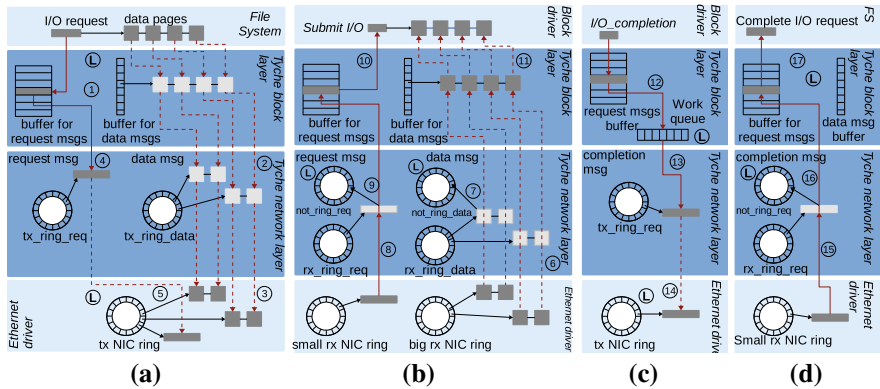 I/O request
data pages
File
System
L
1
Tyche block
layer
buffer for
request msgs
buffer for
data msgs
request msg
4
data msg
2
Tyche network
layer
tx_ring_req
tx_ring_data
L
5
3
tx NIC ring
Ethernet
driver
(a)
Submit I/O
Block
driver
10
11
L
Tyche block
layer
buffer for
request msgs
buffer for
data msgs
request msg
data msg
L
9
L
7
not_ring_req
not_ring_data
8
6
rx_ring_req
rx_ring_data
Tyche network layer
small rx NIC ring
big rx NIC ring
Ethernet driver
(b)
I/O_completion
Block
driver
12
request msgs
buffer
Work
queue
L
Tyche block
layer
13
completion
msg
tx_ring_req
Tyche network
layer
14
L
tx NIC ring
Ethernet driver
(c)
Complete I/O request
FS
17
L
data msg
buffer
buffer for
request msgs
Tyche block
layer
completion msg
L
16
not_ring_req
rx_ring_req
15
Tyche network
layer
Small rx NIC ring
Ethernet
driver
(d)